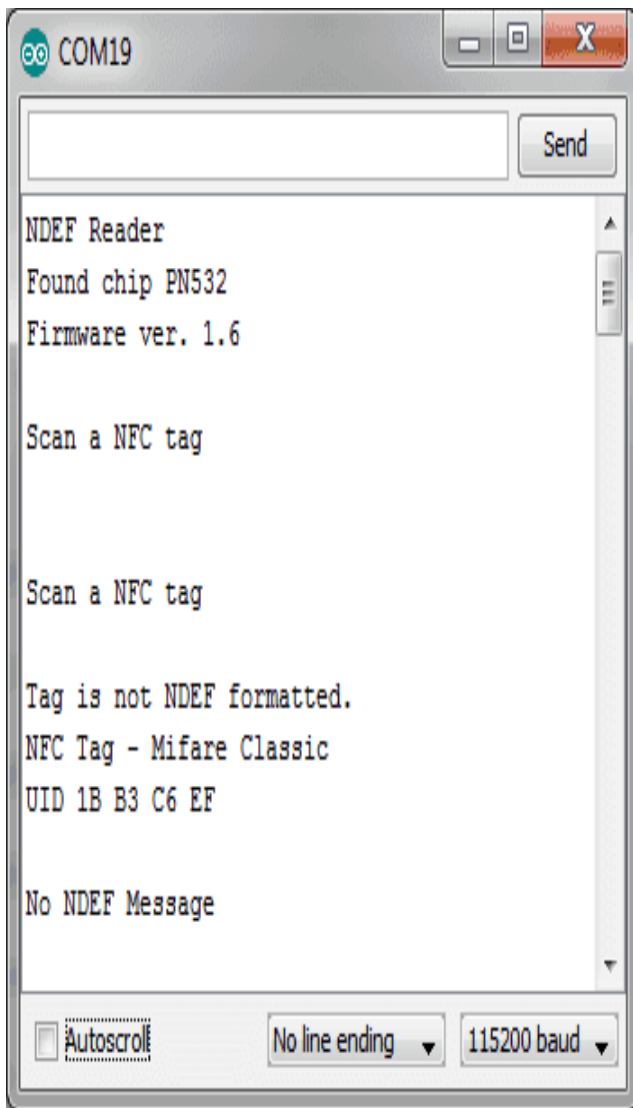 COM19
Send
NDEF Reader
Found chip PN532
Firmware ver. 1.6
Scan a NFC tag
Scan a NFC tag
Tag is not NDEF formatted.
NFC Tag - Mifare Classic
UID 1B B3 C6 EF
No NDEF Message
Autoscroll
No line ending
115200 baud